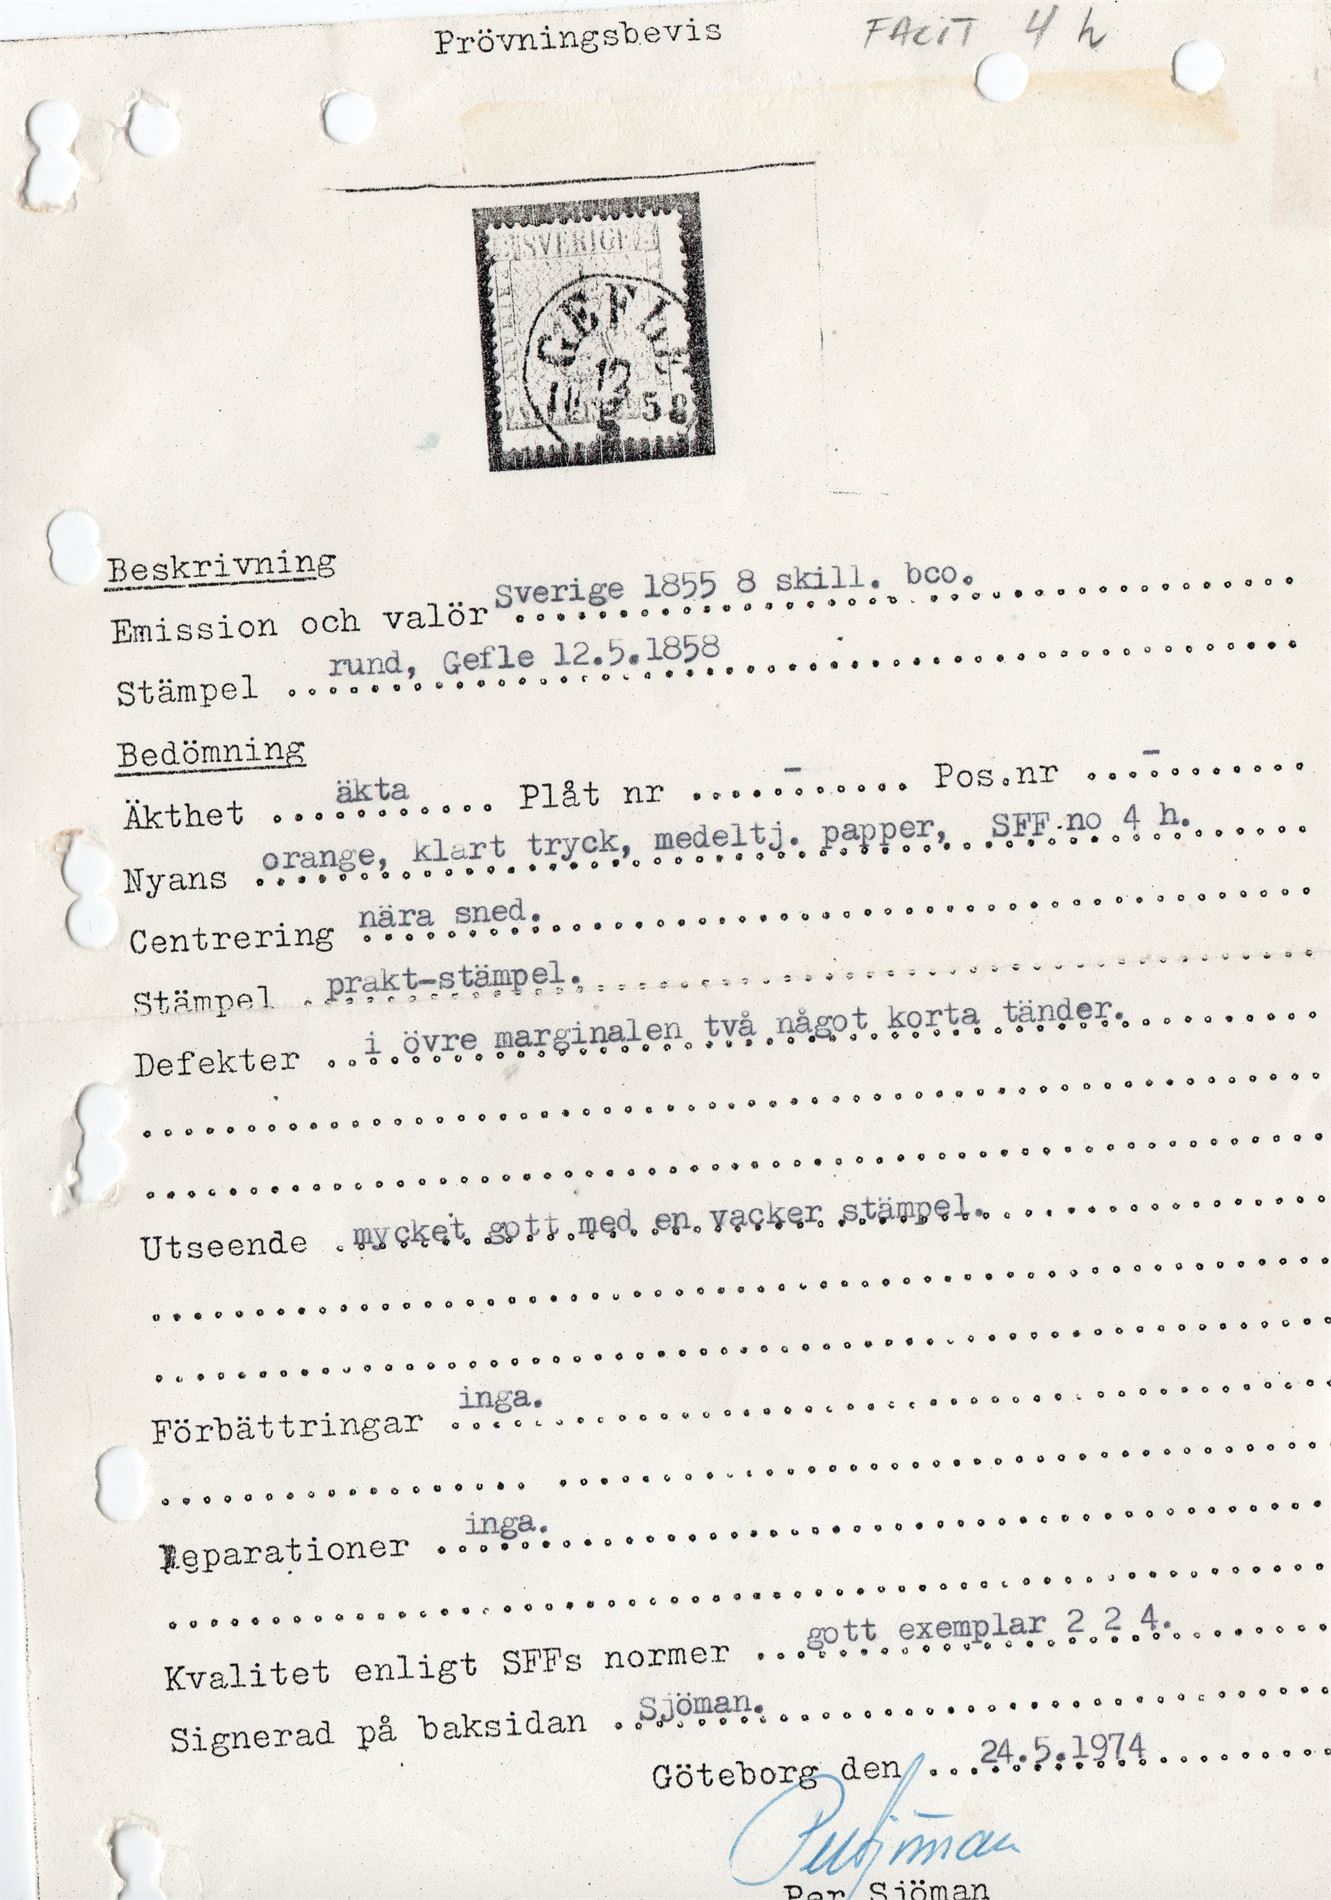 Prövningsbevis FACIT 4 h
SVERIGE
GEFLE
12
5 58
Beskrivning
Emission och valör Sverige 1855 8 skill. bco.
Stämpel rund, Gefle 12.5.1858
Bedömning
Äkthet äkta Plåt nr - Pos.nr -
Nyans orange, klart tryck, medeltj. papper, SFF no 4 h.
Centrering nära sned.
Stämpel prakt-stämpel.
Defekter i övre marginalen två något korta tänder.
Utseende mycket gott med en vacker stämpel.
Förbättringar inga.
Reparationer inga.
Kvalitet enligt SFFs normer gott exemplar 2 2 4.
Signerad på baksidan Sjöman.
Göteborg den 24.5.1974
Per Sjöman
Per Sjöman